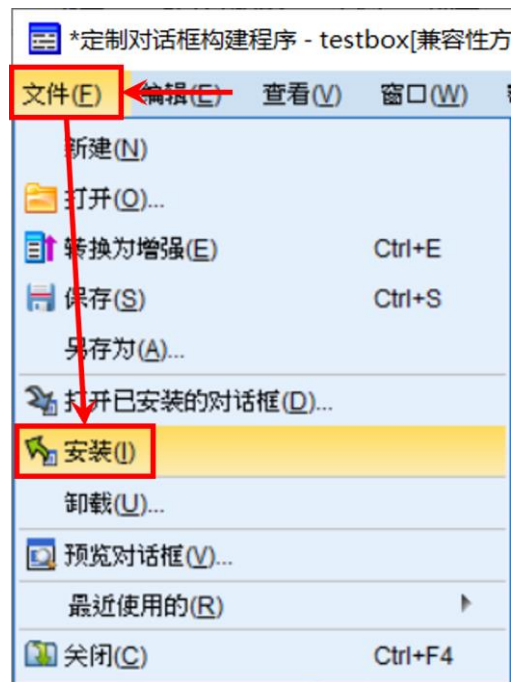 *定制对话框构建程序 - testbox[兼容性方
文件(F) 编辑(E) 查看(V) 窗口(W)
新建(N)
打开(O)...
转换为增强(E) Ctrl+E
保存(S) Ctrl+S
另存为(A)...
打开已安装的对话框(D)...
安装(I)
卸载(U)...
预览对话框(V)...
最近使用的(R)
关闭(C) Ctrl+F4